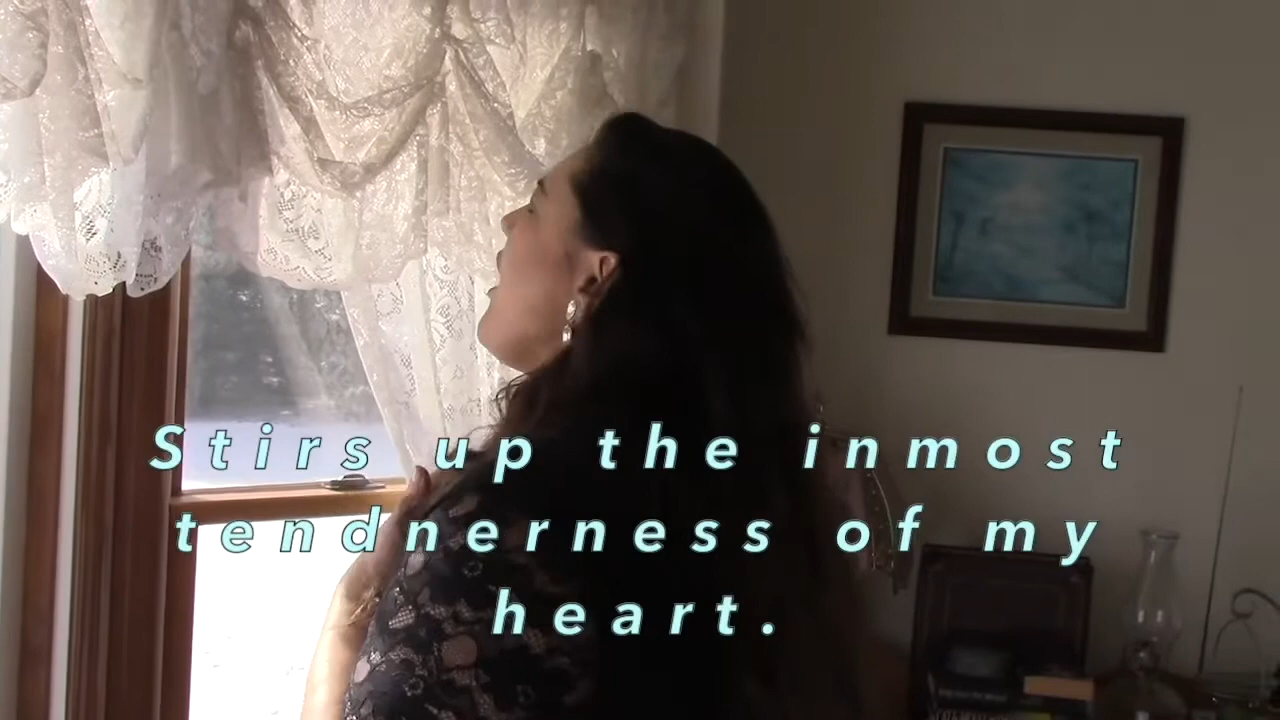 Stirs up the inmost
tendnerness of my
heart.